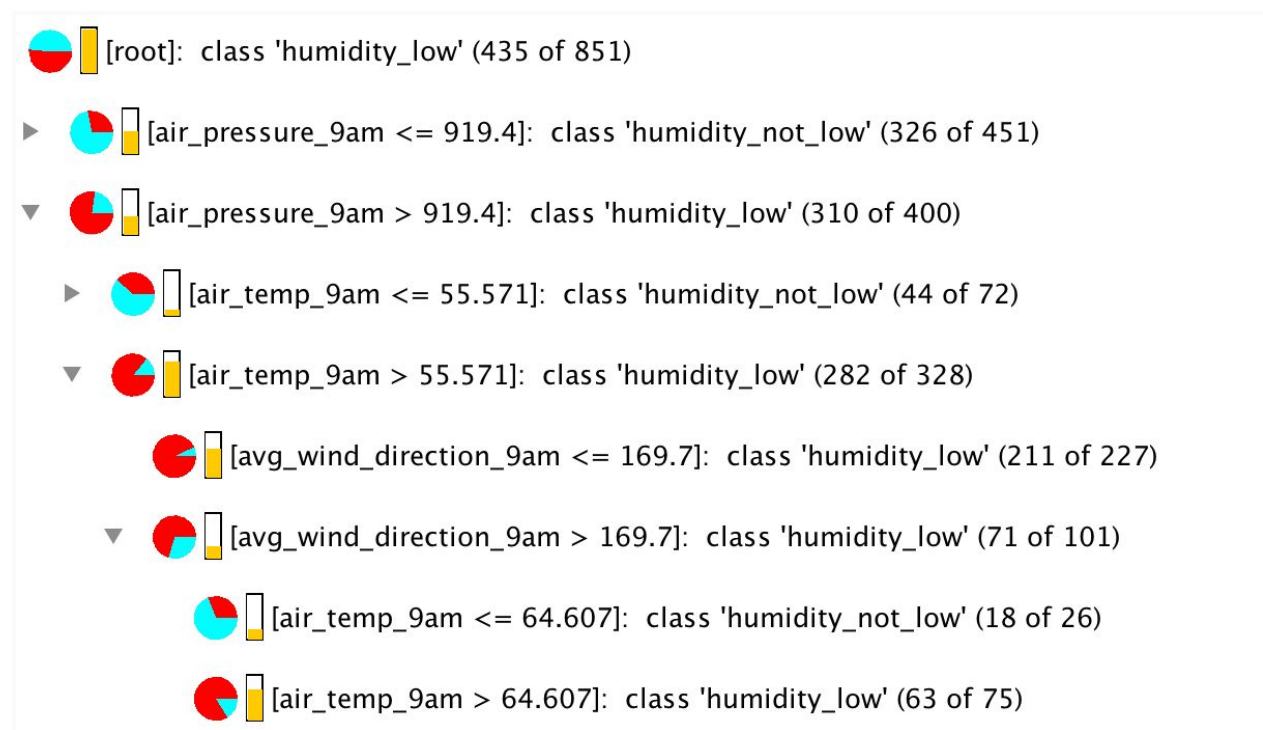 [root]: class 'humidity_low' (435 of 851)
[air_pressure_9am <= 919.4]: class 'humidity_not_low' (326 of 451)
[air_pressure_9am > 919.4]: class 'humidity_low' (310 of 400)
[air_temp_9am <= 55.571]: class 'humidity_not_low' (44 of 72)
[air_temp_9am > 55.571]: class 'humidity_low' (282 of 328)
[avg_wind_direction_9am <= 169.7]: class 'humidity_low' (211 of 227)
[avg_wind_direction_9am > 169.7]: class 'humidity_low' (71 of 101)
[air_temp_9am <= 64.607]: class 'humidity_not_low' (18 of 26)
[air_temp_9am > 64.607]: class 'humidity_low' (63 of 75)